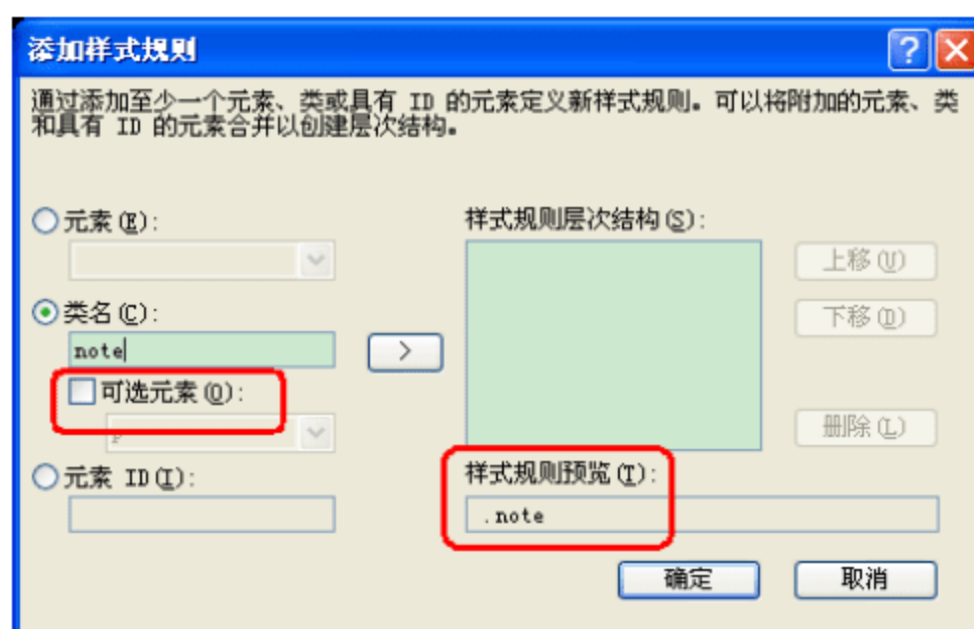 添加样式规则
通过添加至少一个元素、类或具有 ID 的元素定义新样式规则。可以将附加的元素、类
和具有 ID 的元素合并以创建层次结构。
元素(E):
样式规则层次结构(S):
上移(U)
类名(C):
下移(D)
note
>
可选元素(O):
p
删除(L)
元素 ID(I):
样式规则预览(T):
.note
确定
取消